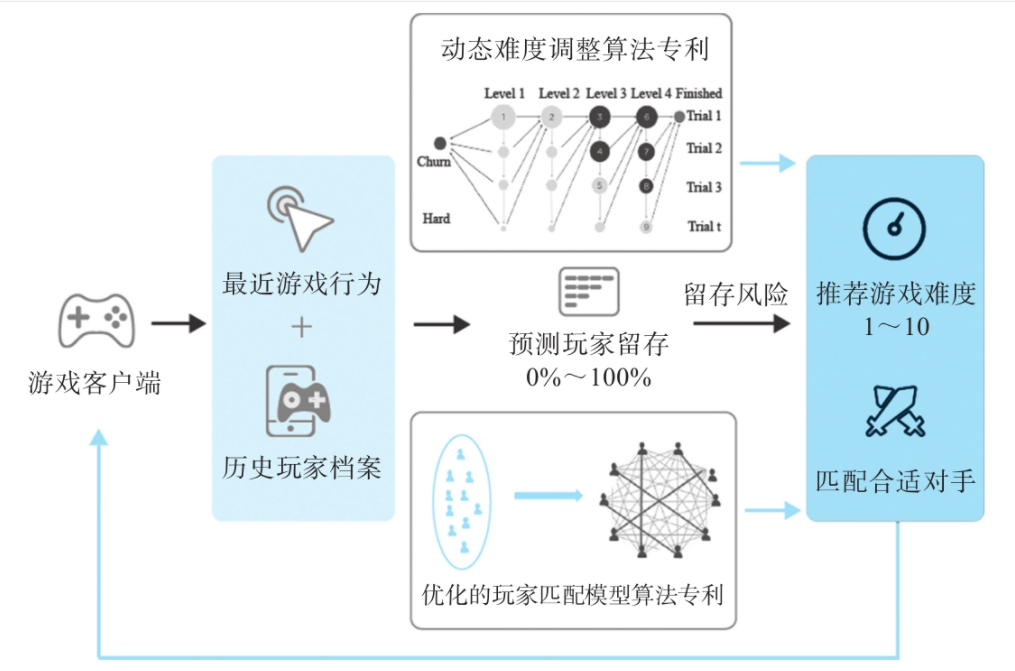 动态难度调整算法专利
Level 1 Level 2 Level 3 Level 4 Finished
1 2 3 6 Trial 1
Churn
4 7 Trial 2
5 8 Trial 3
Hard
9 Trial t
最近游戏行为
+
历史玩家档案
游戏客户端
预测玩家留存
0%～100%
留存风险
推荐游戏难度
1～10
匹配合适对手
优化的玩家匹配模型算法专利